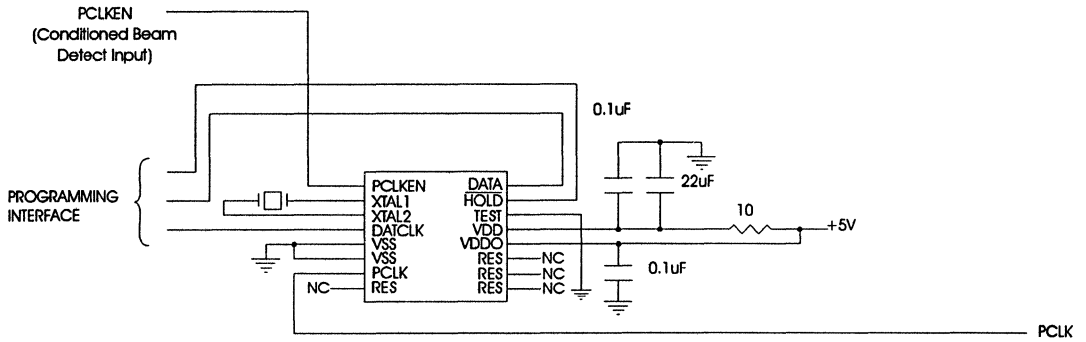 PCLKEN
(Conditioned Beam
Detect Input)
0.1uF
PROGRAMMING
INTERFACE
22uF
10
+5V
0.1uF
PCLKEN DATA
XTAL1 HOLD
XTAL2 TEST
DATCLK VDD
VSS VDDO
VSS RES NC
PCLK RES NC
NC RES RES NC
PCLK